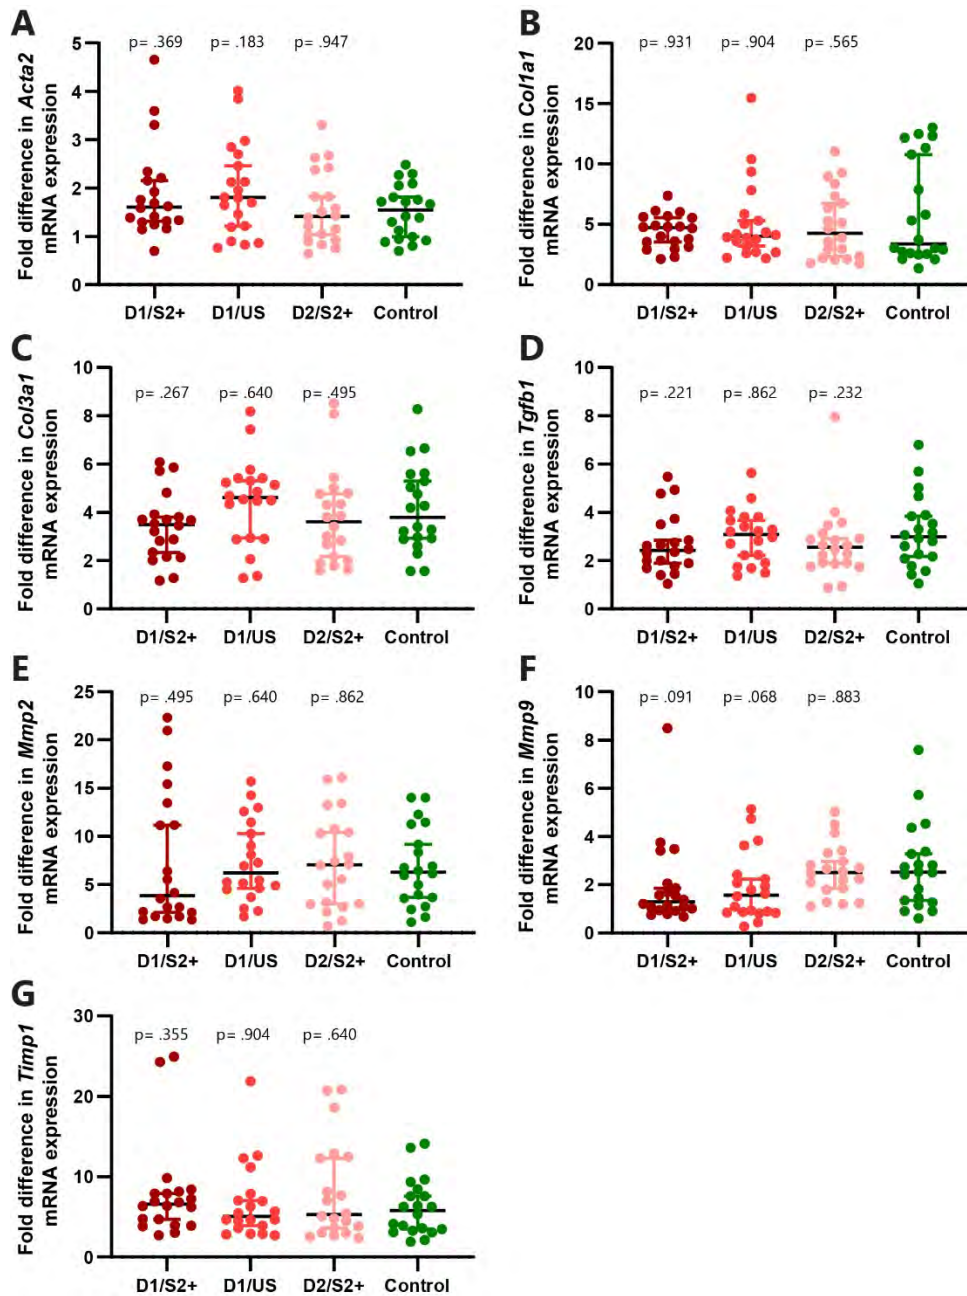 A
p= .369 p= .183 p= .947
Fold difference in Acta2
mRNA expression
5
4
3
2
1
0
D1/S2+ D1/US D2/S2+ Control
B
p= .931 p= .904 p= .565
Fold difference in Col1a1
mRNA expression
20
15
10
5
0
D1/S2+ D1/US D2/S2+ Control
C
p= .267 p= .640 p= .495
Fold difference in Col3a1
mRNA expression
10
8
6
4
2
0
D1/S2+ D1/US D2/S2+ Control
D
p= .221 p= .862 p= .232
Fold difference in Tgfb1
mRNA expression
10
8
6
4
2
0
D1/S2+ D1/US D2/S2+ Control
E
p= .495 p= .640 p= .862
Fold difference in Mmp2
mRNA expression
25
20
15
10
5
0
D1/S2+ D1/US D2/S2+ Control
F
p= .091 p= .068 p= .883
Fold difference in Mmp9
mRNA expression
10
8
6
4
2
0
D1/S2+ D1/US D2/S2+ Control
G
p= .355 p= .904 p= .640
Fold difference in Timp1
mRNA expression
30
20
10
0
D1/S2+ D1/US D2/S2+ Control